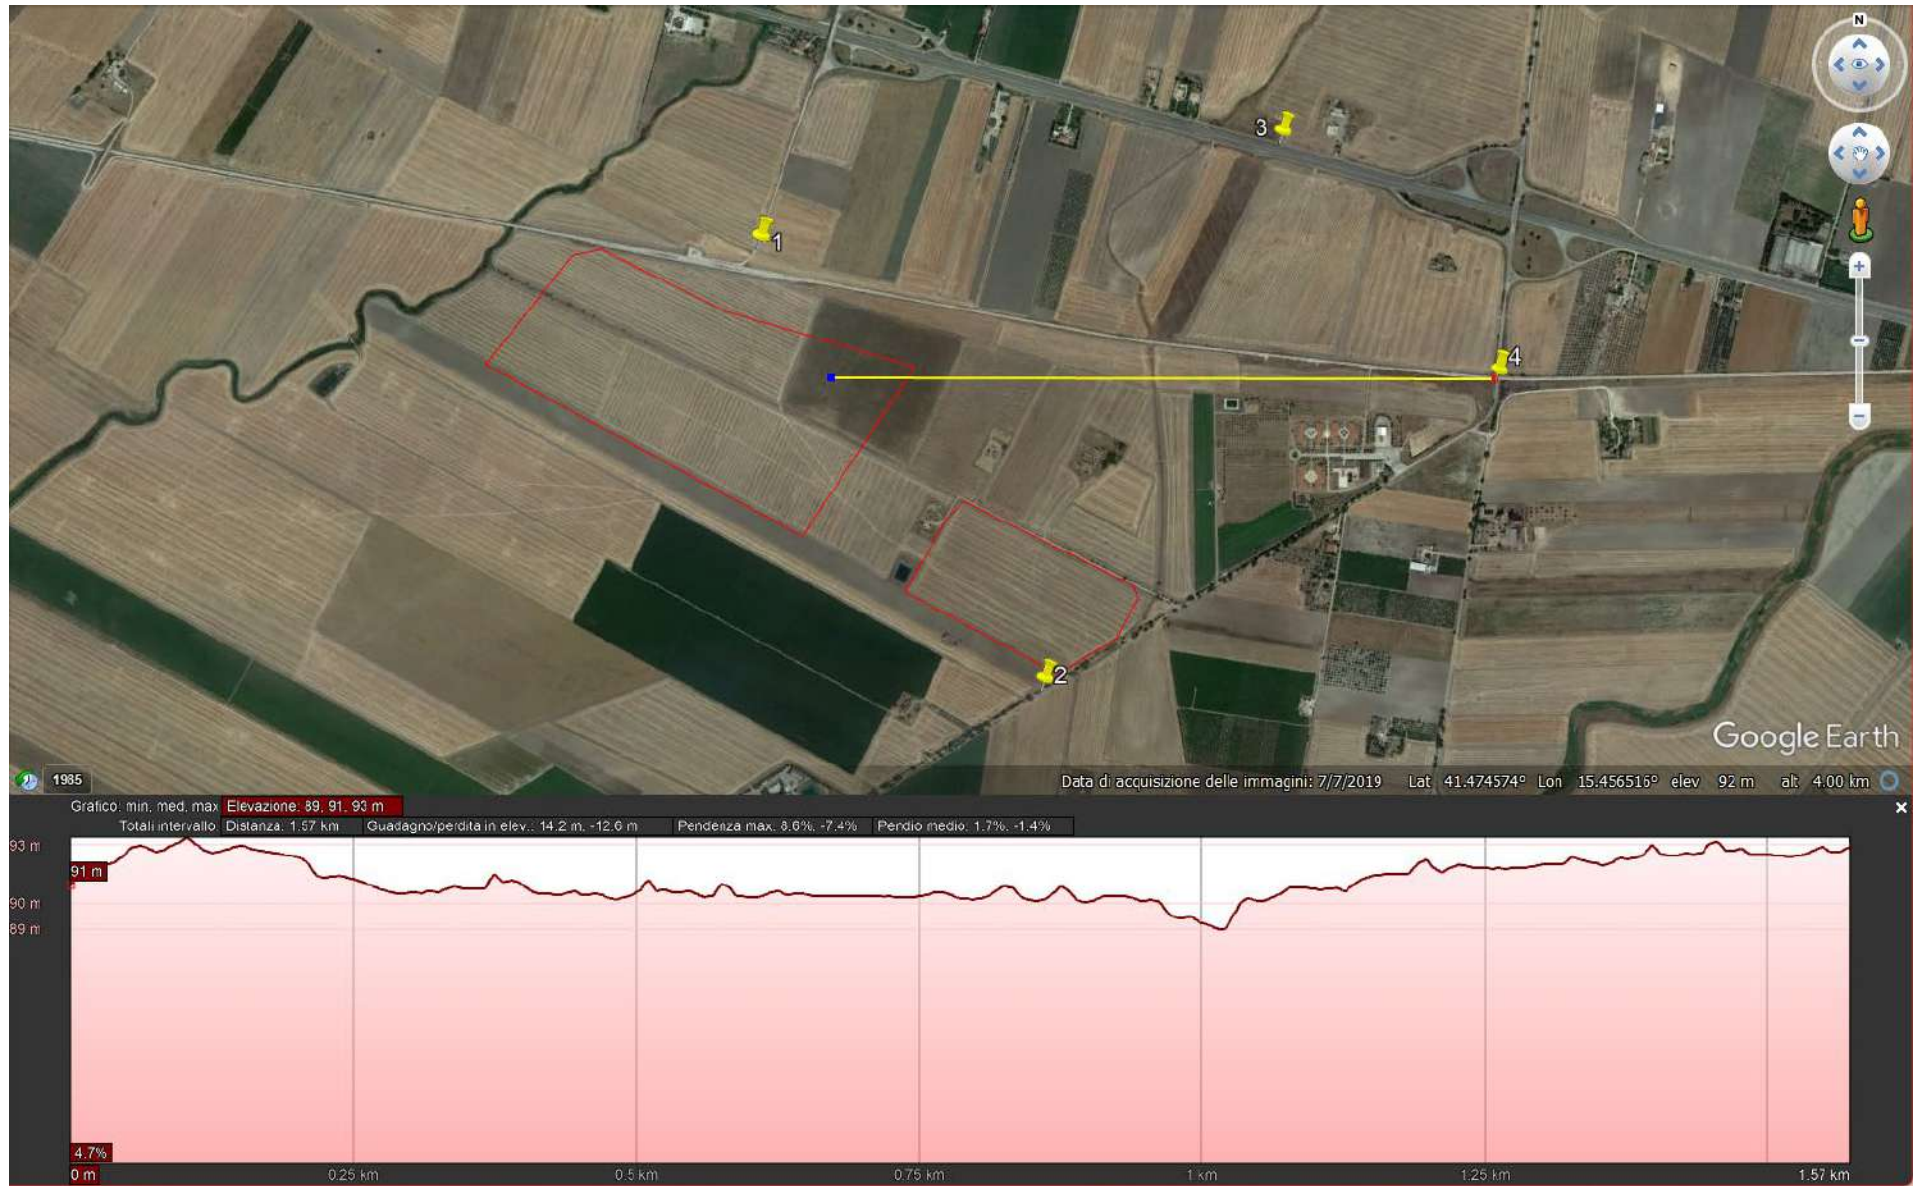 N
3
1
4
2
Google Earth
1985
Data di acquisizione delle immagini: 7/7/2019 Lat 41.474574° Lon 15.456516° elev 92 m alt 4.00 km
Grafico: min, med, max Elevazione: 89, 91, 93 m
Totali intervallo Distanza: 1.57 km Guadagno/perdita in elev.: 14.2 m, -12.6 m Pendenza max. 8.6%, -7.4% Pendio medio: 1.7%, -1.4%
93 m
91 m
90 m
89 m
4.7%
0 m 0.25 km 0.5 km 0.75 km 1 km 1.25 km 1.57 km